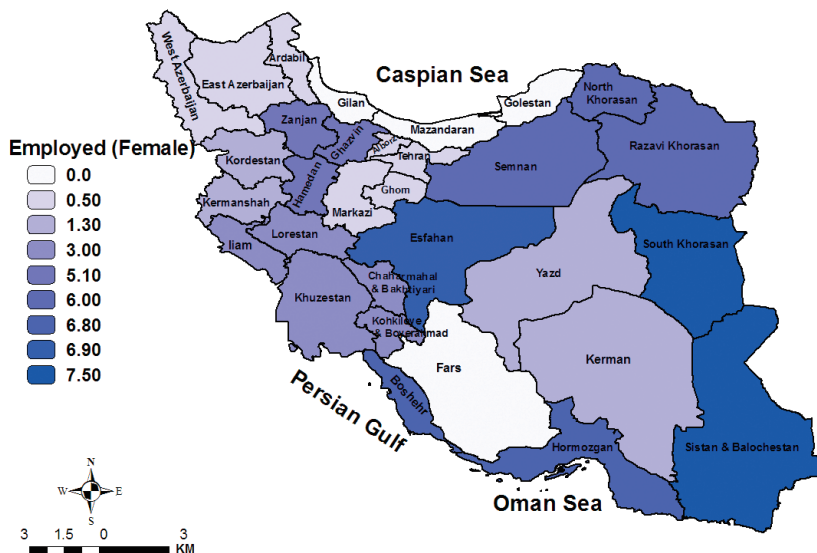 West Azerbaijan
Ardabil
East Azerbaijan
Caspian Sea
Gilan
Golestan
North
Khorasan
Mazandaran
Zanjan
Ghazvin
Alborz
Tehran
Semnan
Razavi Khorasan
Employed (Female)
0.0
0.50
1.30
3.00
5.10
6.00
6.80
6.90
7.50
Kordestan
Hamedan
Ghom
Kermanshah
Markazi
Lorestan
Esfahan
Ilam
South Khorasan
Chaharmahal
& Bakhtiyari
Yazd
Khuzestan
Kohkiloye
& Boyerahmad
Fars
Kerman
Boshehr
Persian Gulf
Hormozgan
Sistan & Balochestan
Oman Sea
N
W
E
S
3
1.5
0
3
KM